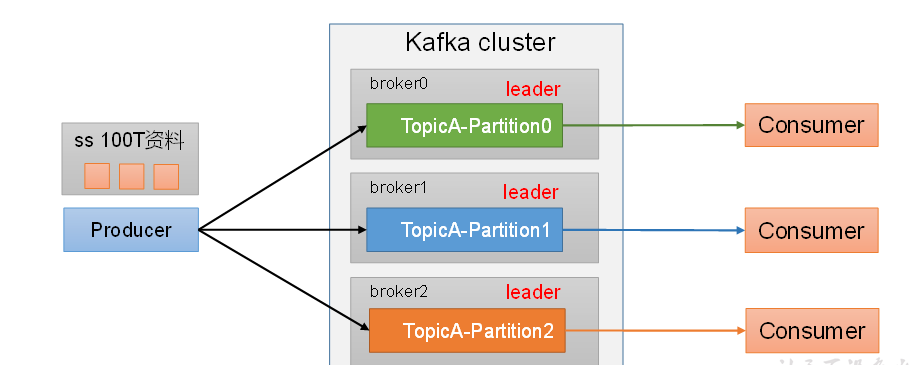 Kafka cluster
broker0
leader
TopicA-Partition0
Consumer
ss 100T资料
Producer
broker1
leader
TopicA-Partition1
Consumer
broker2
leader
TopicA-Partition2
Consumer